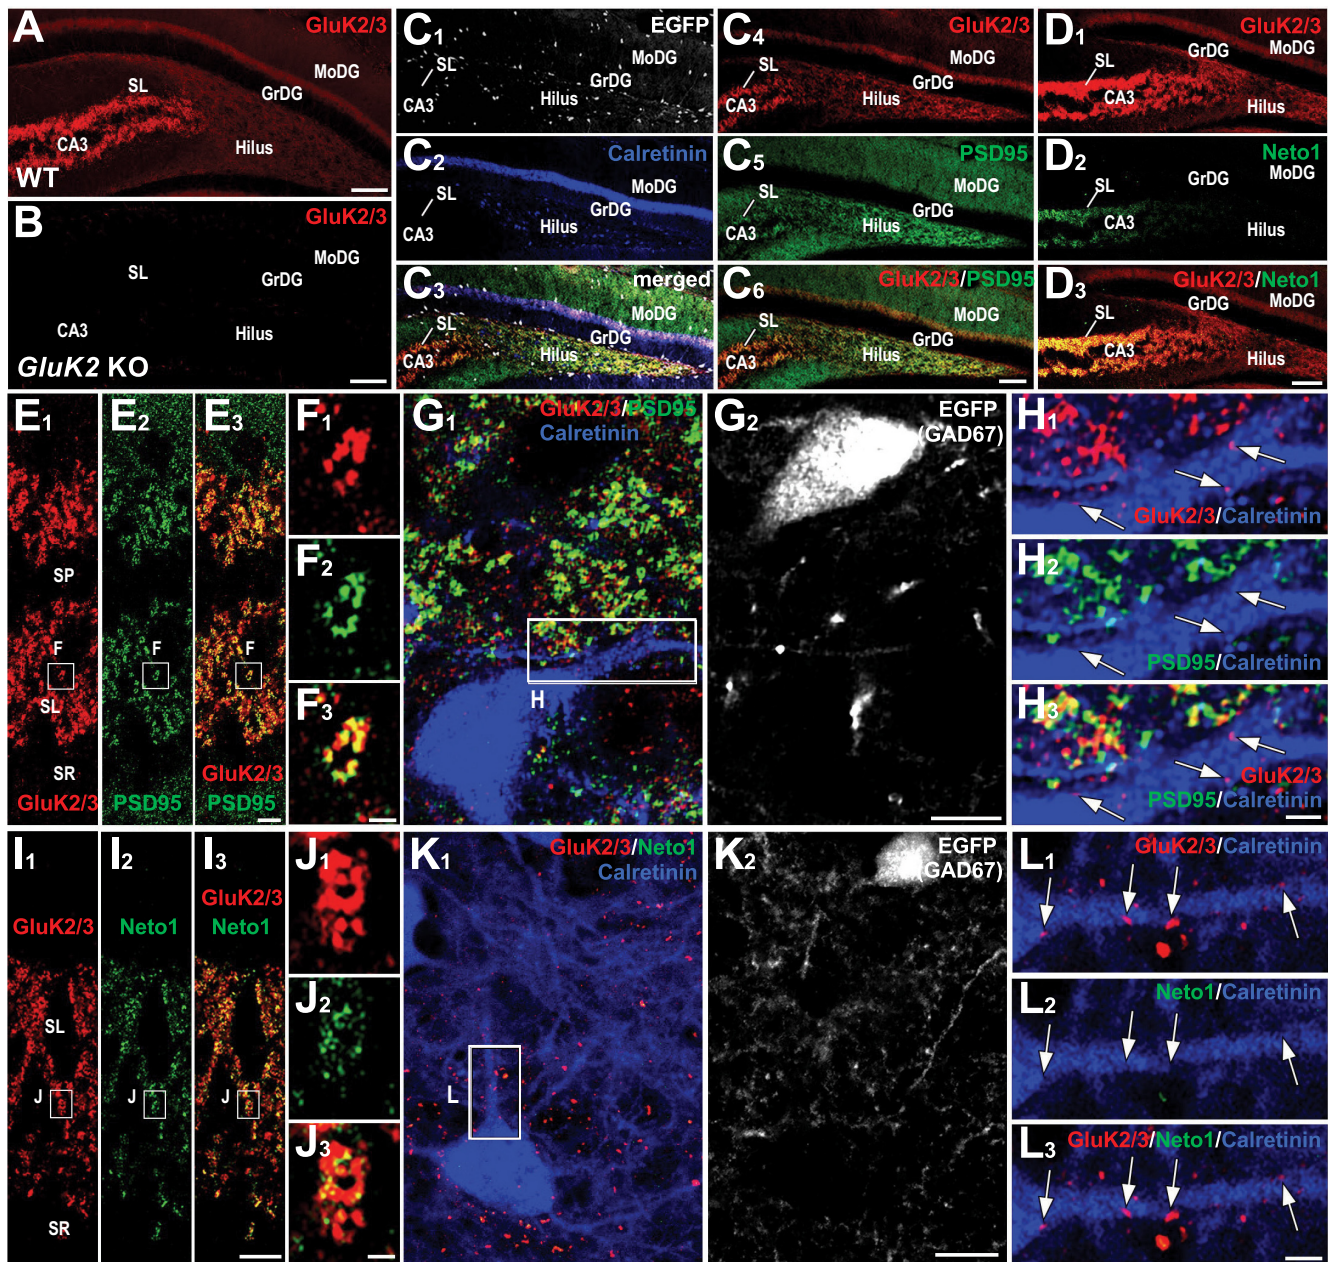 A
GluK2/3
MoDG
SL
GrDG
CA3
Hilus
WT
B
GluK2/3
MoDG
SL
GrDG
CA3
Hilus
GluK2 KO
C1
EGFP
SL
MoDG
GrDG
CA3
Hilus
C2
Calretinin
MoDG
SL
GrDG
Hilus
CA3
C3
merged
MoDG
SL
GrDG
Hilus
CA3
C4
GluK2/3
MoDG
SL
GrDG
CA3
Hilus
C5
PSD95
MoDG
SL
GrDG
Hilus
CA3
C6
GluK2/3/PSD95
MoDG
SL
GrDG
Hilus
CA3
D1
GluK2/3
GrDG
MoDG
SL
CA3
Hilus
D2
Neto1
GrDG
MoDG
SL
CA3
Hilus
D3
GluK2/3/Neto1
GrDG
MoDG
SL
CA3
Hilus
E1
SP
F
SL
SR
GluK2/3
E2
F
PSD95
E3
F
GluK2/3
PSD95
F1
F2
F3
G1
GluK2/3/PSD95
Calretinin
H
G2
EGFP
(GAD67)
H1
GluK2/3/Calretinin
H2
PSD95/Calretinin
H3
GluK2/3
PSD95/Calretinin
I1
GluK2/3
SL
J
SR
I2
Neto1
J
I3
GluK2/3
Neto1
J
J1
J2
J3
K1
GluK2/3/Neto1
Calretinin
L
K2
EGFP
(GAD67)
L1
GluK2/3/Calretinin
L2
Neto1/Calretinin
L3
GluK2/3/Neto1/Calretinin